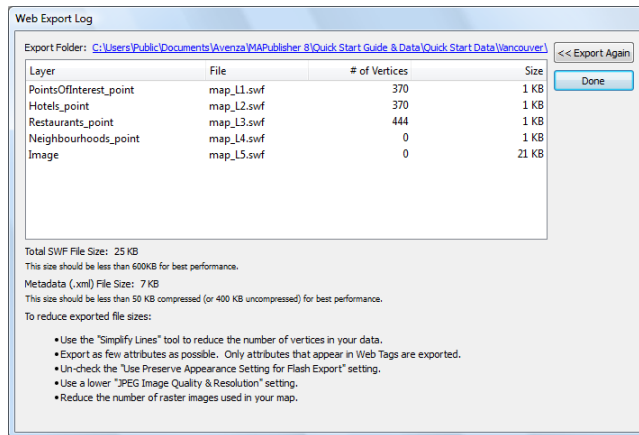 Web Export Log
Export Folder: C:\Users\Public\Documents\Avenza\MAPublisher 8\Quick Start Guide & Data\Quick Start Data\Vancouver\
<< Export Again
Done
Layer File # of Vertices Size
PointsOfInterest_point map_L1.swf 370 1 KB
Hotels_point map_L2.swf 370 1 KB
Restaurants_point map_L3.swf 444 1 KB
Neighbourhoods_point map_L4.swf 0 1 KB
Image map_L5.swf 0 21 KB
Total SWF File Size: 25 KB
This size should be less than 600KB for best performance.
Metadata (.xml) File Size: 7 KB
This size should be less than 50 KB compressed (or 400 KB uncompressed) for best performance.
To reduce exported file sizes:
• Use the "Simplify Lines" tool to reduce the number of vertices in your data.
• Export as few attributes as possible. Only attributes that appear in Web Tags are exported.
• Un-check the "Use Preserve Appearance Setting for Flash Export" setting.
• Use a lower "JPEG Image Quality & Resolution" setting.
• Reduce the number of raster images used in your map.